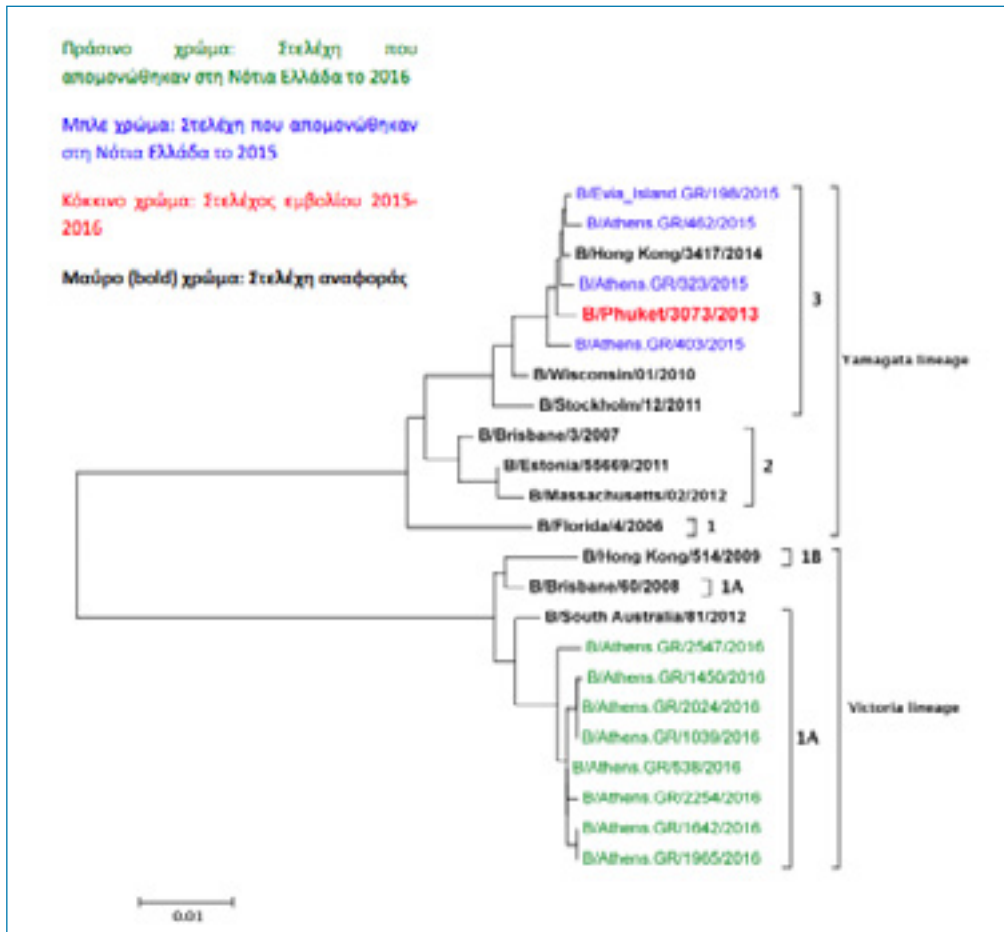 Πράσινο χρώμα: Στελέχη που
απομονώθηκαν στη Νότια Ελλάδα το 2016
Μπλε χρώμα: Στελέχη που απομονώθηκαν
στη Νότια Ελλάδα το 2015
Κόκκινο χρώμα: Στελέχος εμβολίου 2015-
2016
Μαύρο (bold) χρώμα: Στελέχη αναφοράς
B/Evia_Island.GR/198/2015
B/Athens.GR/462/2015
B/Hong Kong/3417/2014
B/Athens.GR/323/2015
3
B/Phuket/3073/2013
B/Athens.GR/403/2015
Yamagata lineage
B/Wisconsin/01/2010
B/Stockholm/12/2011
B/Brisbane/3/2007
B/Estonia/55669/2011
2
B/Massachusetts/02/2012
B/Florida/4/2006 1
B/Hong Kong/514/2009 1B
B/Brisbane/60/2008 1A
B/South Australia/81/2012
B/Athens.GR/2547/2016
B/Athens.GR/1450/2016
B/Athens.GR/2024/2016
Victoria lineage
B/Athens.GR/1039/2016
1A
B/Athens.GR/538/2016
B/Athens.GR/2254/2016
B/Athens.GR/1642/2016
B/Athens.GR/1965/2016
0.01